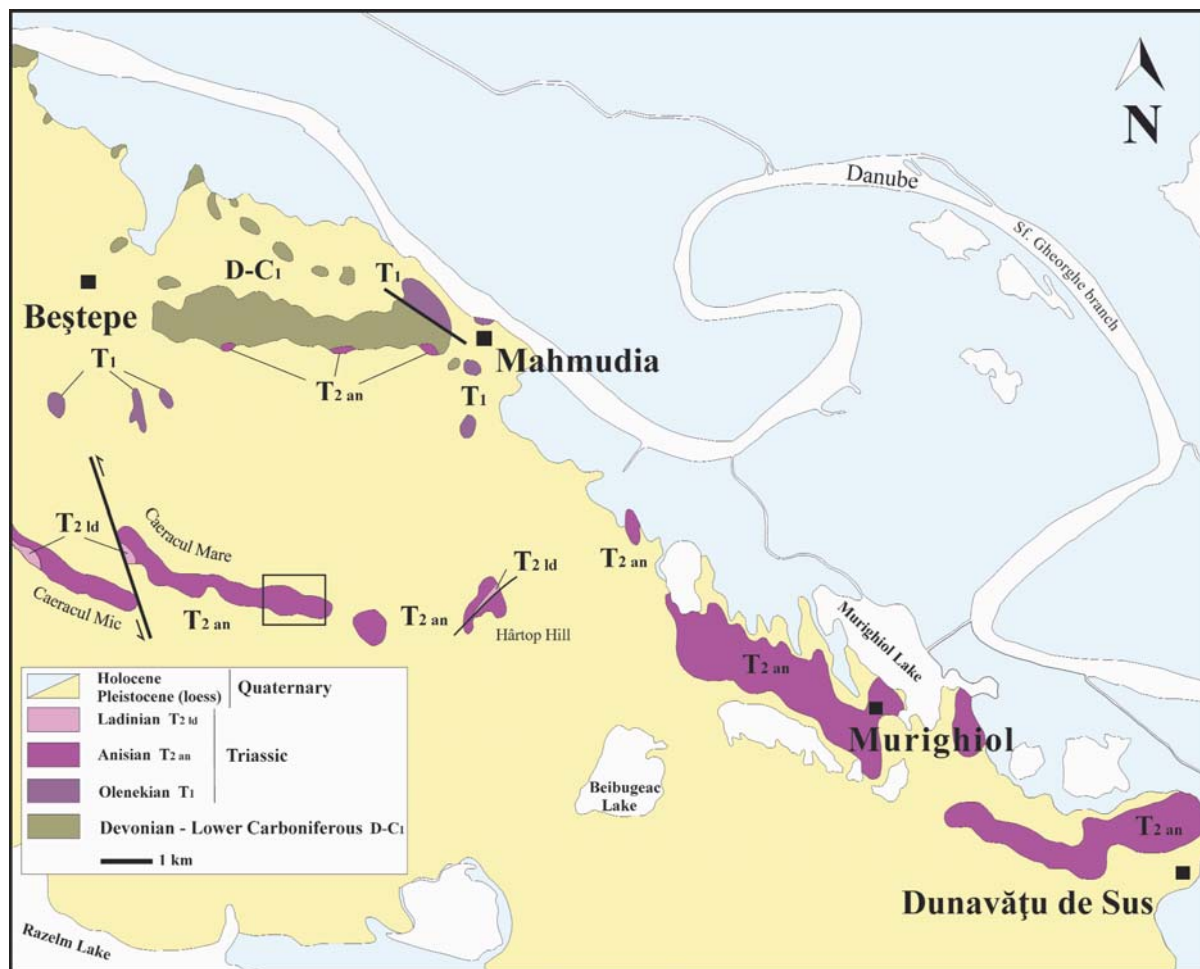 N
Danube
Sf. Gheorghe branch
D-C1
T1
Beştepe
Mahmudia
T1
T2 an
T1
T2 ld
Caeracul Mare
T2 an
T2 ld
Caeracul Mic
T2 an
T2 an
Hârtop Hill
Murighiol Lake
T2 an
Murighiol
Beibugeac
Lake
T2 an
Dunavăţu de Sus
Holocene
Pleistocene (loess)
Quaternary
Ladinian T2 ld
Anisian T2 an
Triassic
Olenekian T1
Devonian - Lower Carboniferous D-C1
1 km
Razelm Lake